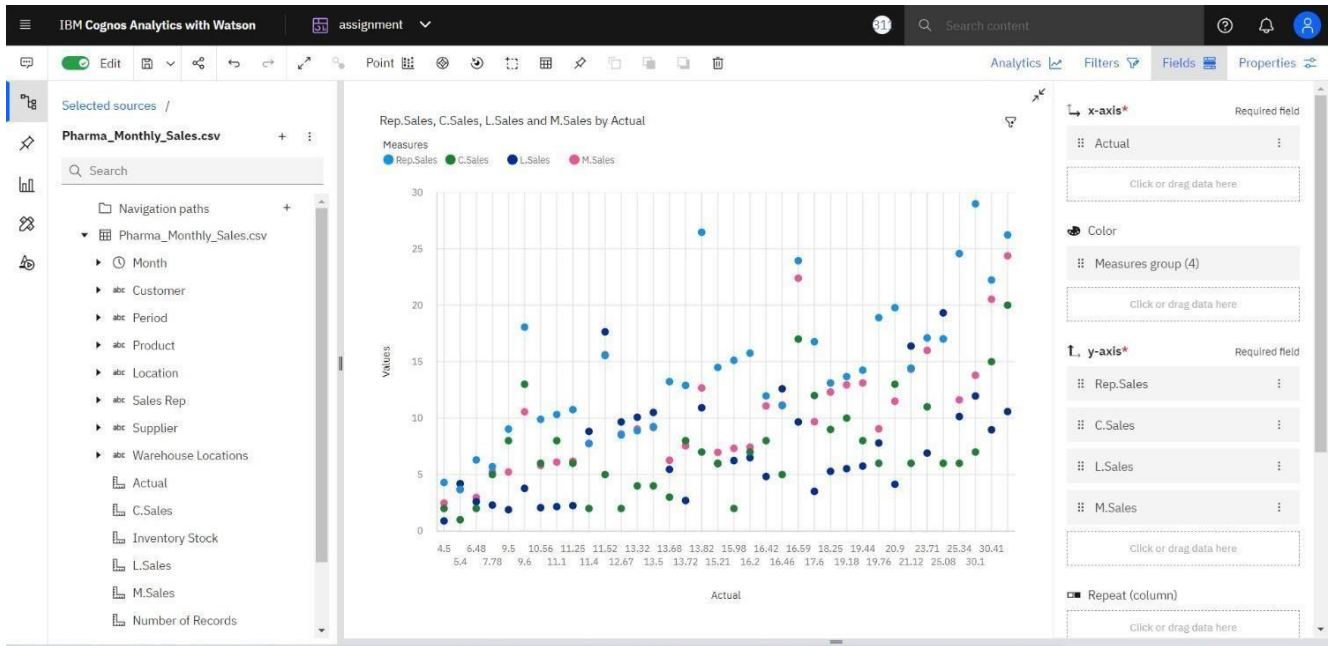 IBM Cognos Analytics with Watson
assignment
Search content
Edit
Point
Analytics
Filters
Fields
Properties
Selected sources /
Pharma_Monthly_Sales.csv
Search
Navigation paths
Pharma_Monthly_Sales.csv
Month
abc Customer
abc Period
abc Product
abc Location
abc Sales Rep
abc Supplier
abc Warehouse Locations
Actual
C.Sales
Inventory Stock
L.Sales
M.Sales
Number of Records
Rep.Sales, C.Sales, L.Sales and M.Sales by Actual
Measures
Rep.Sales C.Sales L.Sales M.Sales
Values
30
25
20
15
10
5
0
4.5 6.48 9.5 10.56 11.25 11.52 13.32 13.68 13.82 15.98 16.42 16.59 18.25 19.44 20.9 23.71 25.34 30.41
5.4 7.78 9.6 11.1 11.4 12.67 13.5 13.72 15.21 16.2 16.46 17.6 19.18 19.76 21.12 25.08 30.1
Actual
x-axis* Required field
Actual
Click or drag data here
Color
Measures group (4)
Click or drag data here
y-axis* Required field
Rep.Sales
C.Sales
L.Sales
M.Sales
Click or drag data here
Repeat (column)
Click or drag data here